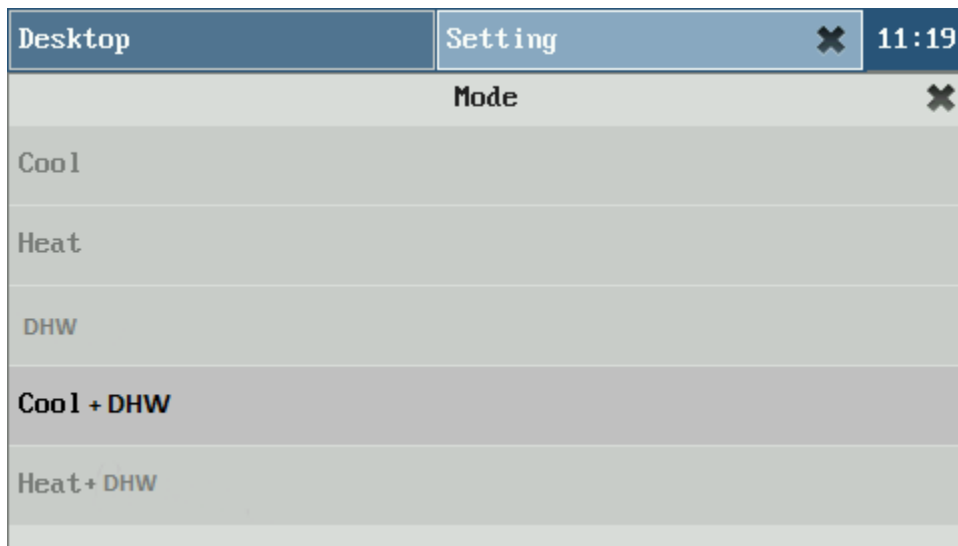 Desktop Setting 11:19
Mode
Cool
Heat
DHW
Cool + DHW
Heat+ DHW